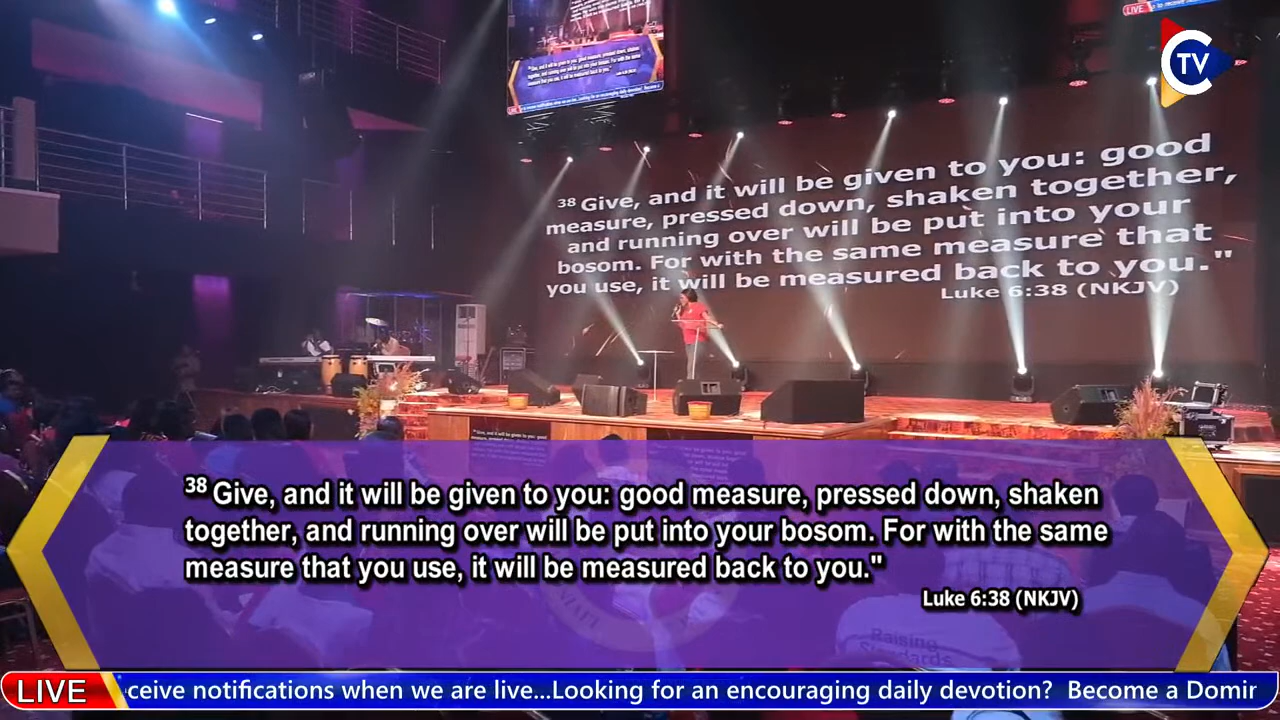 TV
38 Give, and it will be given to you: good
measure, pressed down, shaken together,
and running over will be put into your
bosom. For with the same measure that
you use, it will be measured back to you."
Luke 6:38 (NKJV)
38 Give, and it will be given to you: good measure, pressed down, shaken
together, and running over will be put into your bosom. For with the same
measure that you use, it will be measured back to you."
Luke 6:38 (NKJV)
Raising
Standards
LIVE ceive notifications when we are live...Looking for an encouraging daily devotion? Become a Domir